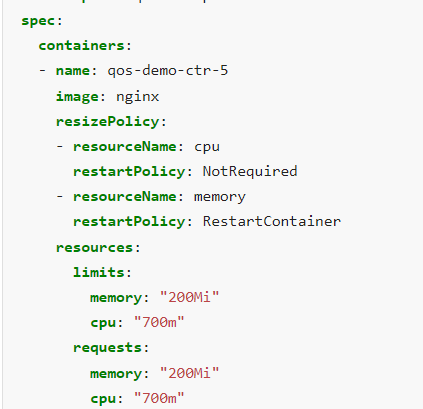 spec:
  containers:
  - name: qos-demo-ctr-5
    image: nginx
    resizePolicy:
    - resourceName: cpu
      restartPolicy: NotRequired
    - resourceName: memory
      restartPolicy: RestartContainer
    resources:
      limits:
        memory: "200Mi"
        cpu: "700m"
      requests:
        memory: "200Mi"
        cpu: "700m"